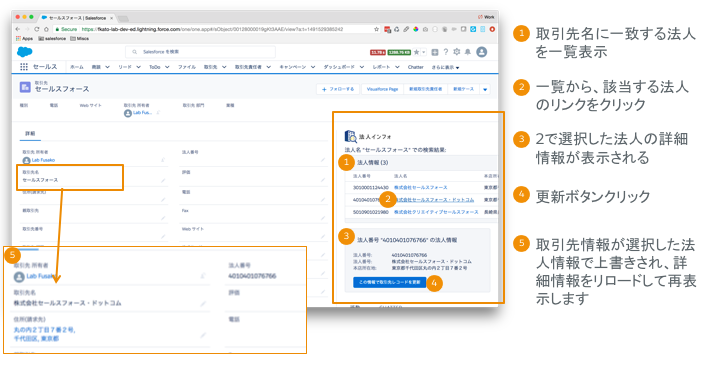 セールスフォース | Salesforce
Work
Secure
https://fkato-lab-dev-ed.lightning.force.com/one/one.app#/sObject/
Apps
salesforce
Miscs
Salesforce を検索
セールス
ホーム
商談
リード
ToDo
ファイル
取引先
取引先責任者
キャンペーン
ダッシュボード
レポート
Chatter
さらに表示
取引先
セールスフォース
+ フォローする
Visualforce Page
新規取引先責任者
新規ケース
種別
電話
Web サイト
取引先 所有者
Lab Fus...
取引先 部門
業種
詳細
取引先 所有者
Lab Fusako
取引先名
セールスフォース
住所(請求先)
親取引先
取引先番号
法人番号
評価
電話
Fax
Web サイト
法人インフォ
法人名 "セールスフォース" での検索結果:
1
法人情報 (3)
法人番号
法人名
本店所
3010001124430
株式会社セールスフォース
東京都
株式会社セールスフォース・ドットコム
東京都千
2
5010901021980
株式会社クリエイティブセールスフォース
長崎県
3
法人番号 "4010401076766" の法人情報
法人番号:
4010401076766
法人番号:
株式会社セールスフォース・ドットコム
本店所在地:
東京都千代田区丸の内2丁目7番2号
この情報で取引先レコードを更新
4
5
取引先 所有者
Lab Fusako
法人番号
4010401076766
取引先名
株式会社セールスフォース・ドットコム
評価
住所(請求先)
丸の内2丁目7番2号,
千代田区, 東京都
電話
1 取引先名に一致する法人
を一覧表示
2 一覧から、該当する法人
のリンクをクリック
3 2で選択した法人の詳細
情報が表示される
4 更新ボタンクリック
5 取引先情報が選択した法
人情報で上書きされ、詳
細情報をリロードして再表
示します